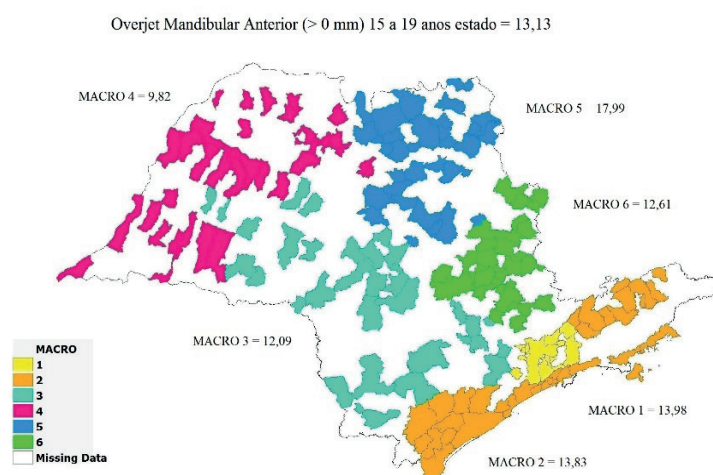 Overjet Mandibular Anterior (> 0 mm) 15 a 19 anos estado = 13,13
MACRO 4 = 9,82
MACRO 5 17,99
MACRO 6 = 12,61
MACRO 3 = 12,09
MACRO 1 = 13,98
MACRO 2 = 13,83
MACRO
1
2
3
4
5
6
Missing Data